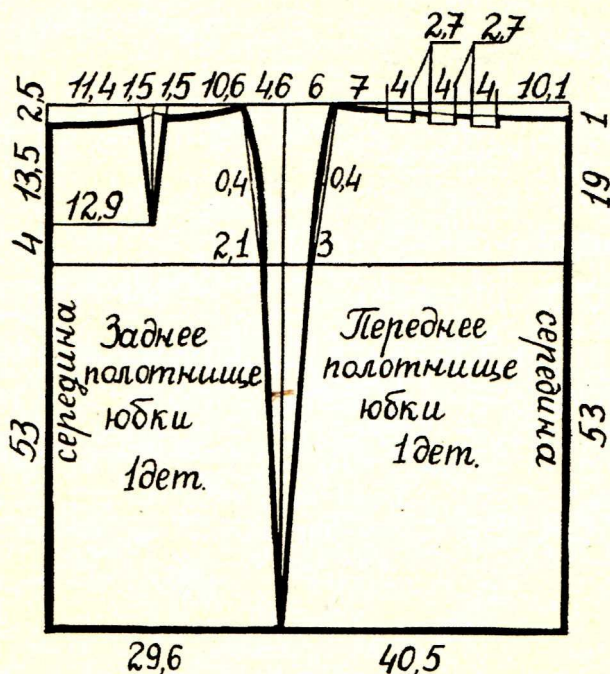 2,7 2,7
11,4 1,5 1,5 10,6 4,6 6 7 4 4 4 10,1
2,5
1
13,5
0,4
0,4
19
12,9
4
2,1
3
Заднее
полотнище
юбки
1дет.
Переднее
полотнище
юбки
1дет.
середина
середина
53
53
29,6
40,5